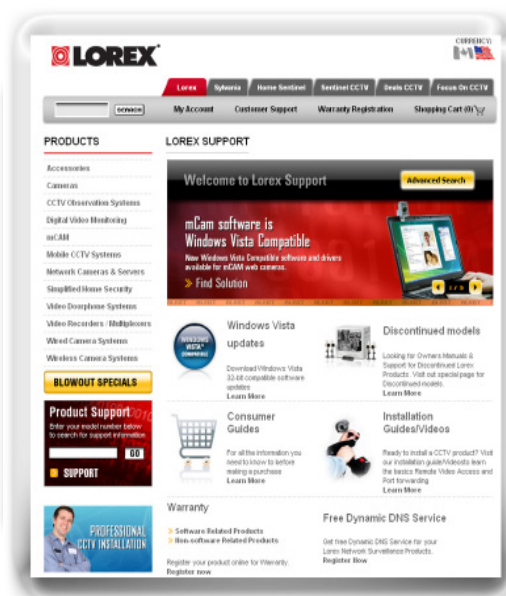 CURRENCY:
LOREX
Lorex Sylvania Home Sentinel Sentinel CCTV Deals CCTV Focus On CCTV
SEARCH My Account Customer Support Warranty Registration Shopping Cart (0)
PRODUCTS
Accessories
Cameras
CCTV Observation Systems
Digital Video Monitoring
mCAM
Mobile CCTV Systems
Network Cameras & Servers
Simplified Home Security
Video Doorphone Systems
Video Recorders / Multiplexers
Wired Camera Systems
Wireless Camera Systems
BLOWOUT SPECIALS
Product Support
Enter your model number below
to search for support information
GO
SUPPORT
PROFESSIONAL
CCTV INSTALLATION
LOREX SUPPORT
Welcome to Lorex Support
Advanced Search
mCam software is
Windows Vista Compatible
New Windows Vista Compatible software and drivers
available for mCAM web cameras.
Find Solution
WINDOWS
VISTA
COMPATIBLE
Windows Vista
updates
Download Windows Vista
32-bit compatible software
updates
Learn More
Discontinued models
Looking for Owners Manuals &
Support for Discontinued Lorex
Products. Visit out special page for
Discontinued models.
Learn More
Consumer
Guides
For all the information you
need to know to before
making a purchase
Learn More
Installation
Guides/Videos
Ready to install a CCTV product? Visit
our installation guide/Videosto learn
the basics Remote Video Access and
Port forwarding
Learn More
Warranty
Software Related Products
Non-software Related Products
Register your product online for Warranty.
Register now
Free Dynamic DNS Service
Get free Dynamic DNS Service for your
Lorex Network Surveillance Products.
Register Now